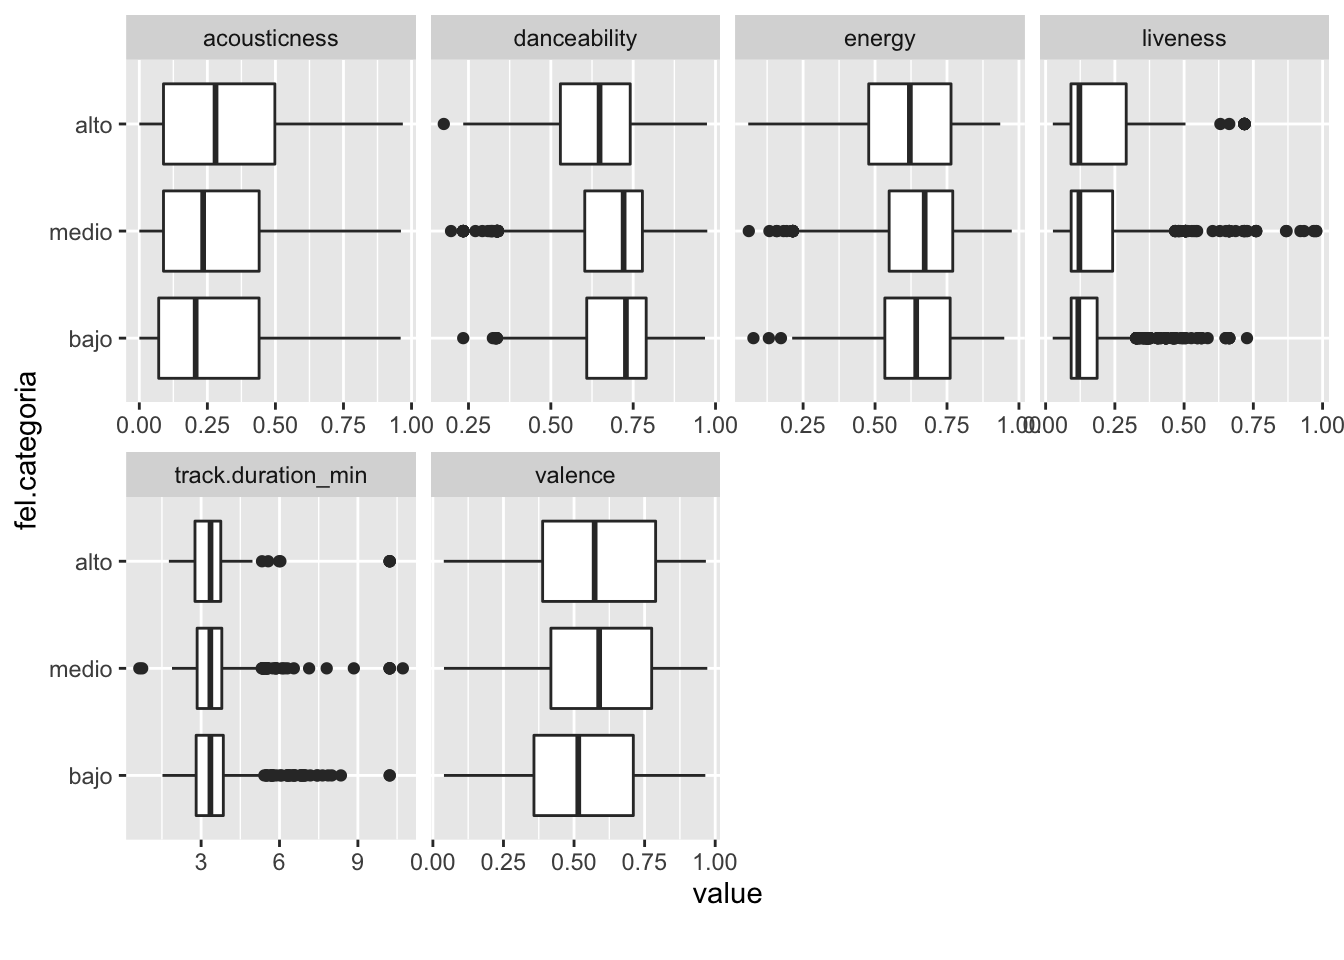 acousticness danceability energy liveness
alto
medio
bajo
0.00 0.25 0.50 0.75 1.00 0.25 0.50 0.75 1.00 0.25 0.50 0.75 1.00 0.00 0.25 0.50 0.75 1.00
fel.categoria
track.duration_min valence
alto
medio
bajo
3 6 9 0.00 0.25 0.50 0.75 1.00
value